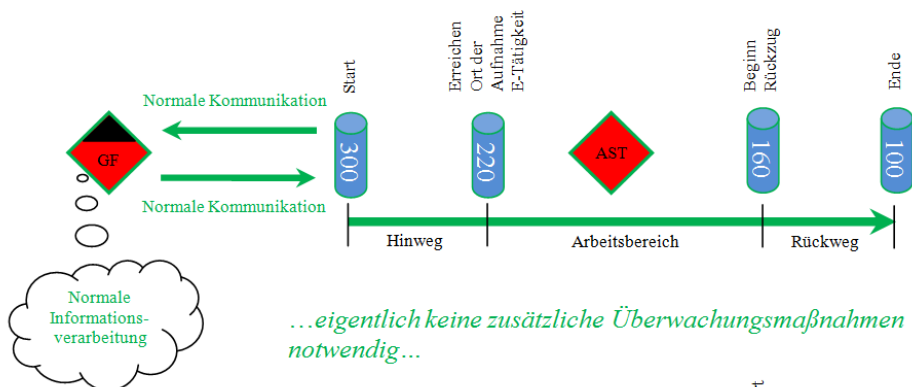 Start
Erreichen
Ort der
Aufnahme
E-Tätigkeit
Beginn
Rückzug
Ende
Normale Kommunikation
GF
300
220
AST
160
100
Normale Kommunikation
Hinweg
Arbeitsbereich
Rückweg
Normale
Informations-
verarbeitung
…eigentlich keine zusätzliche Überwachungsmaßnahmen
notwendig…